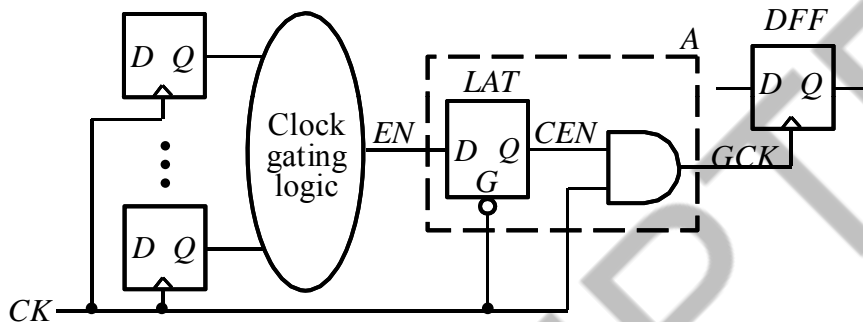 D Q
Clock
gating
logic
D Q
CK
EN
A
LAT
D Q
G
CEN
GCK
DFF
D Q